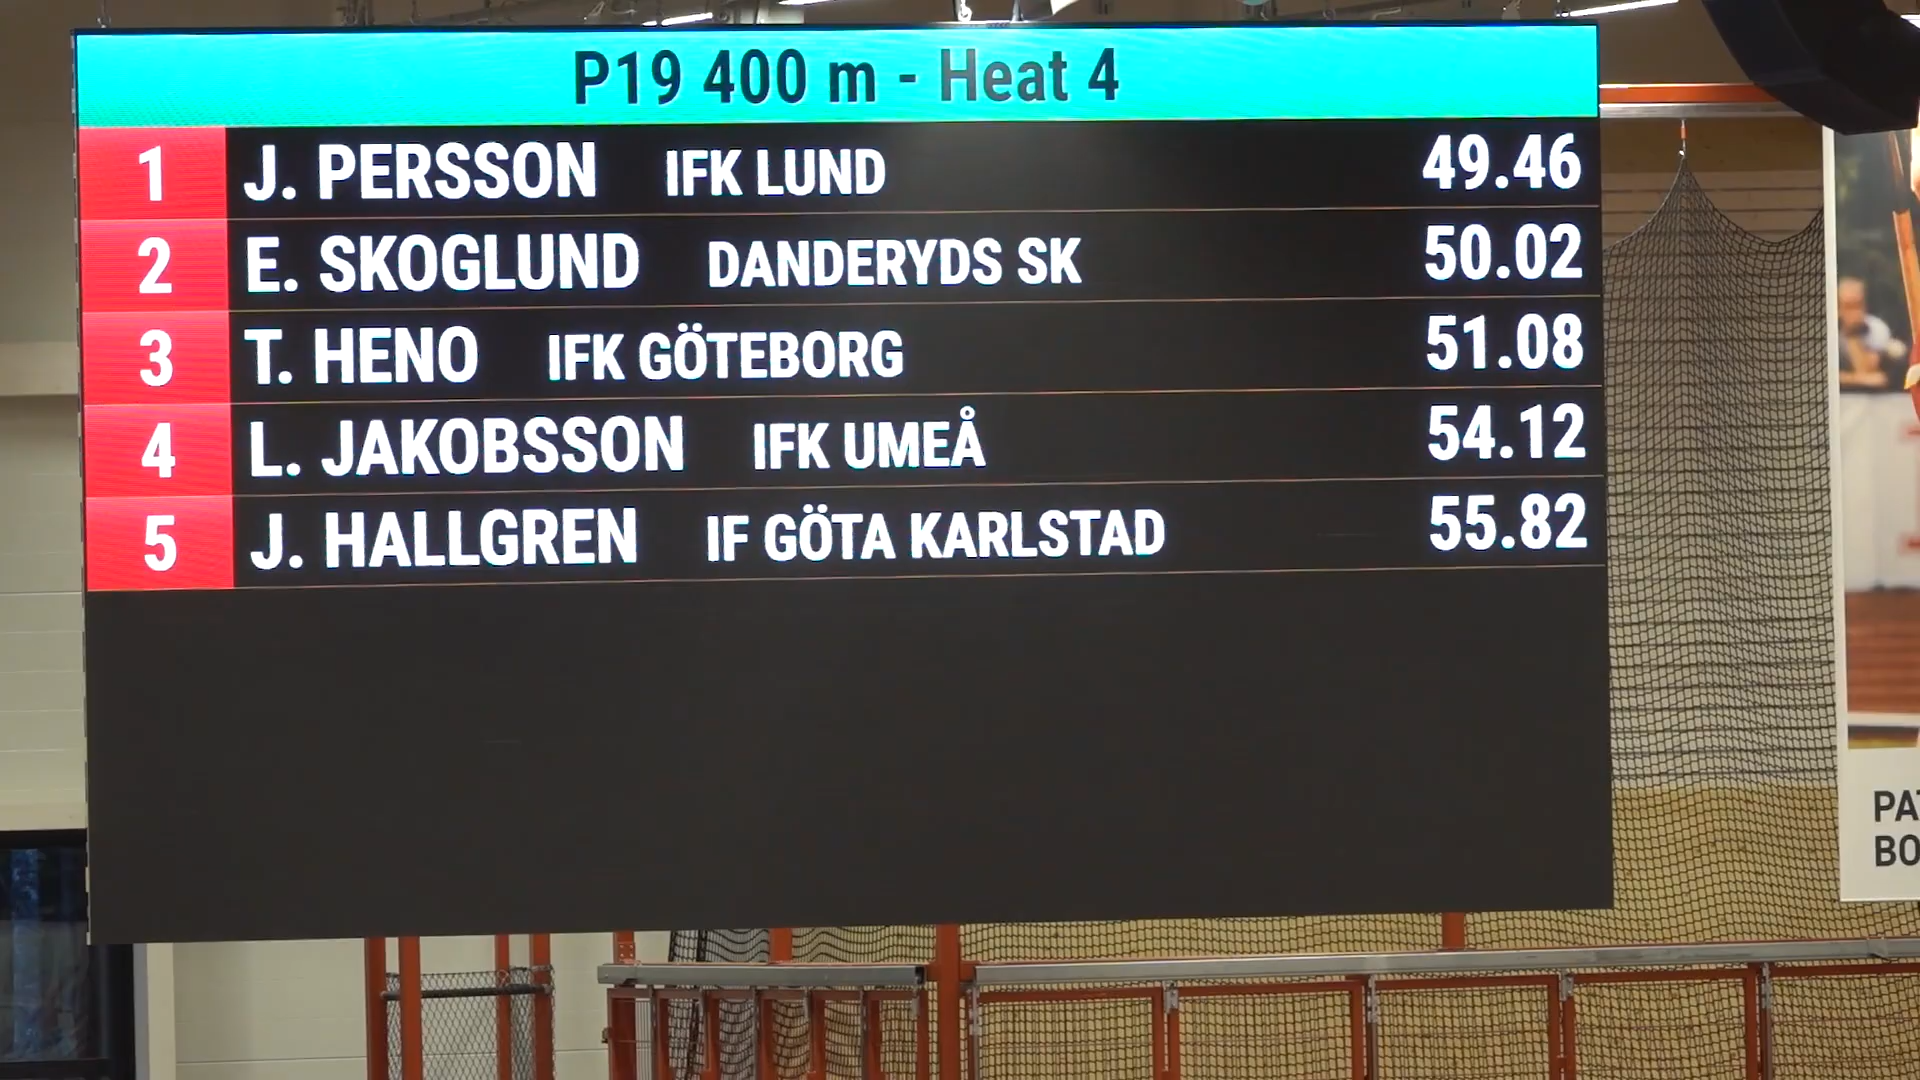 P19 400 m - Heat 4
1 J. PERSSON IFK LUND 49.46
2 E. SKOGLUND DANDERYDS SK 50.02
3 T. HENO IFK GÖTEBORG 51.08
4 L. JAKOBSSON IFK UMEÅ 54.12
5 J. HALLGREN IF GÖTA KARLSTAD 55.82